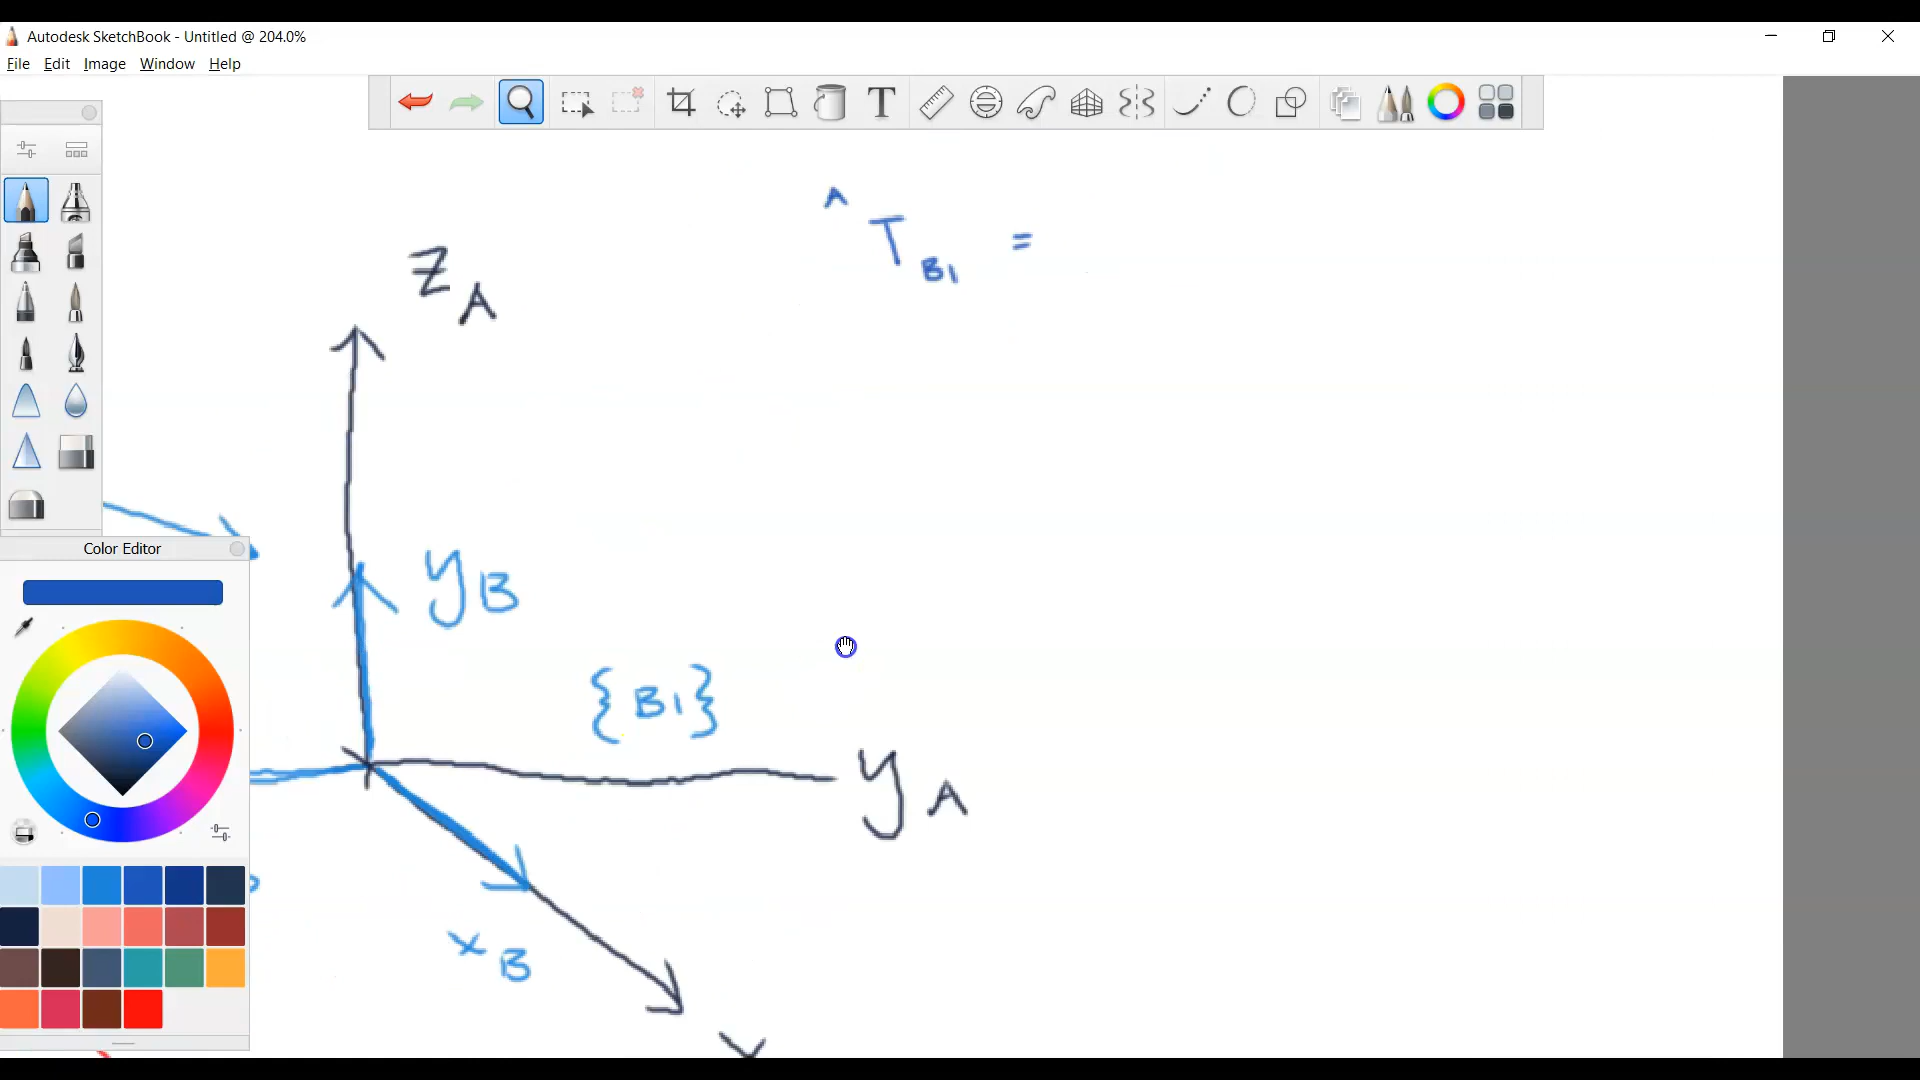 Autodesk SketchBook - Untitled @ 204.0%
File Edit Image Window Help
A
T B1 =
Z A
y B
Color Editor
{B1}
y A
x B